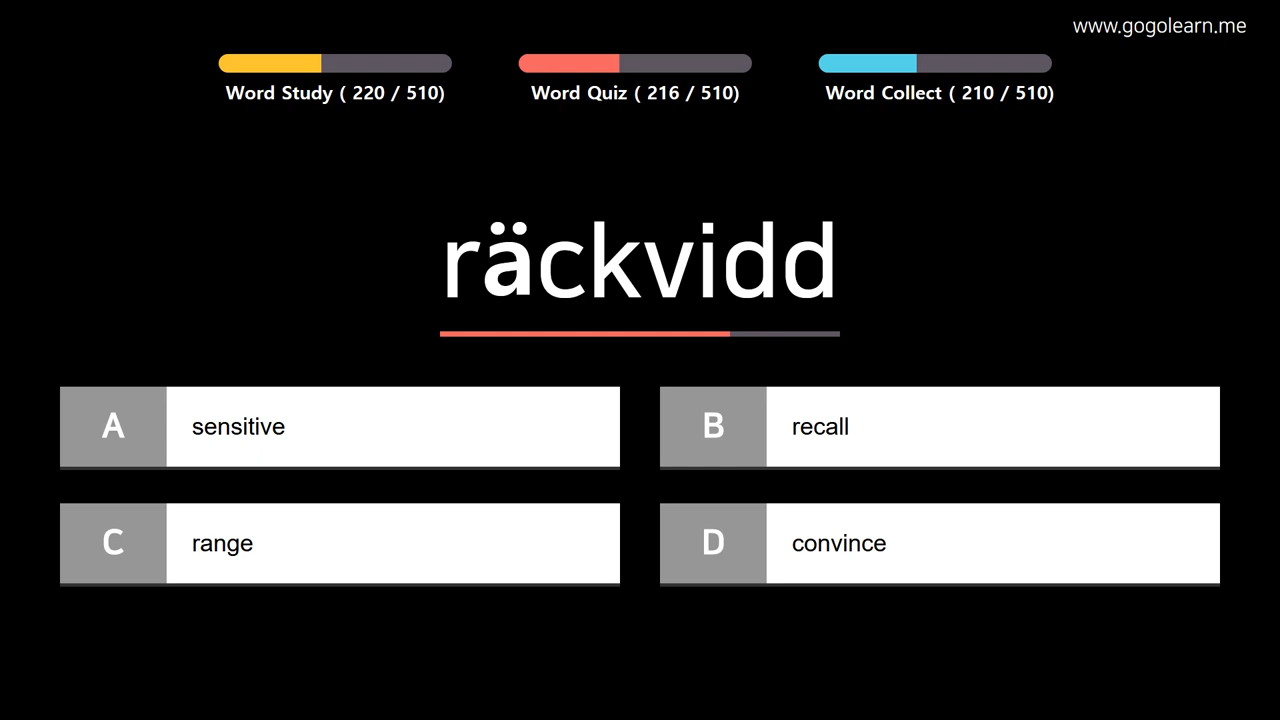 www.gogolearn.me
Word Study ( 220 / 510)
Word Quiz ( 216 / 510)
Word Collect ( 210 / 510)
räckvidd
A sensitive
B recall
C range
D convince